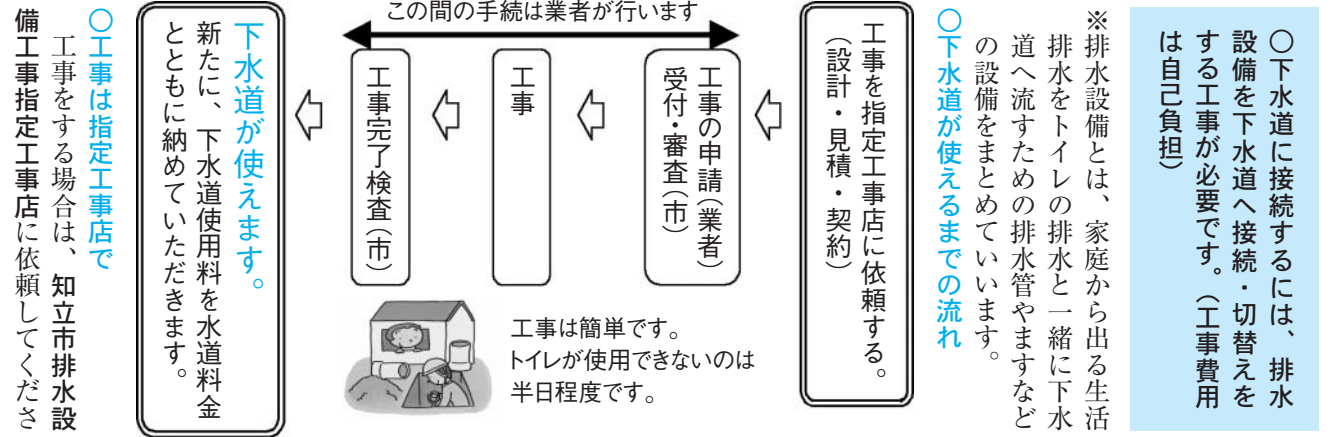 ○下水道に接続するには、排水
設備を下水道へ接続・切替えを
する工事が必要です。（工事費用
は自己負担）
※排水設備とは、家庭から出る生活
排水をトイレの排水と一緒に下水
道へ流すための排水管やますなど
の設備をまとめていいます。
○下水道が使えるまでの流れ
工事を指定工事店に依頼する。
（設計・見積・契約）
この間の手続は業者が行います
工事の申請（業者）
受付・審査（市）
工事
工事完了検査（市）
工事は簡単です。
トイレが使用できないのは
半日程度です。
下水道が使えます。
新たに、下水道使用料を水道料金
とともに納めていただきます。
○工事は指定工事店で
工事をする場合は、知立市排水設
備工事指定工事店に依頼してくださ